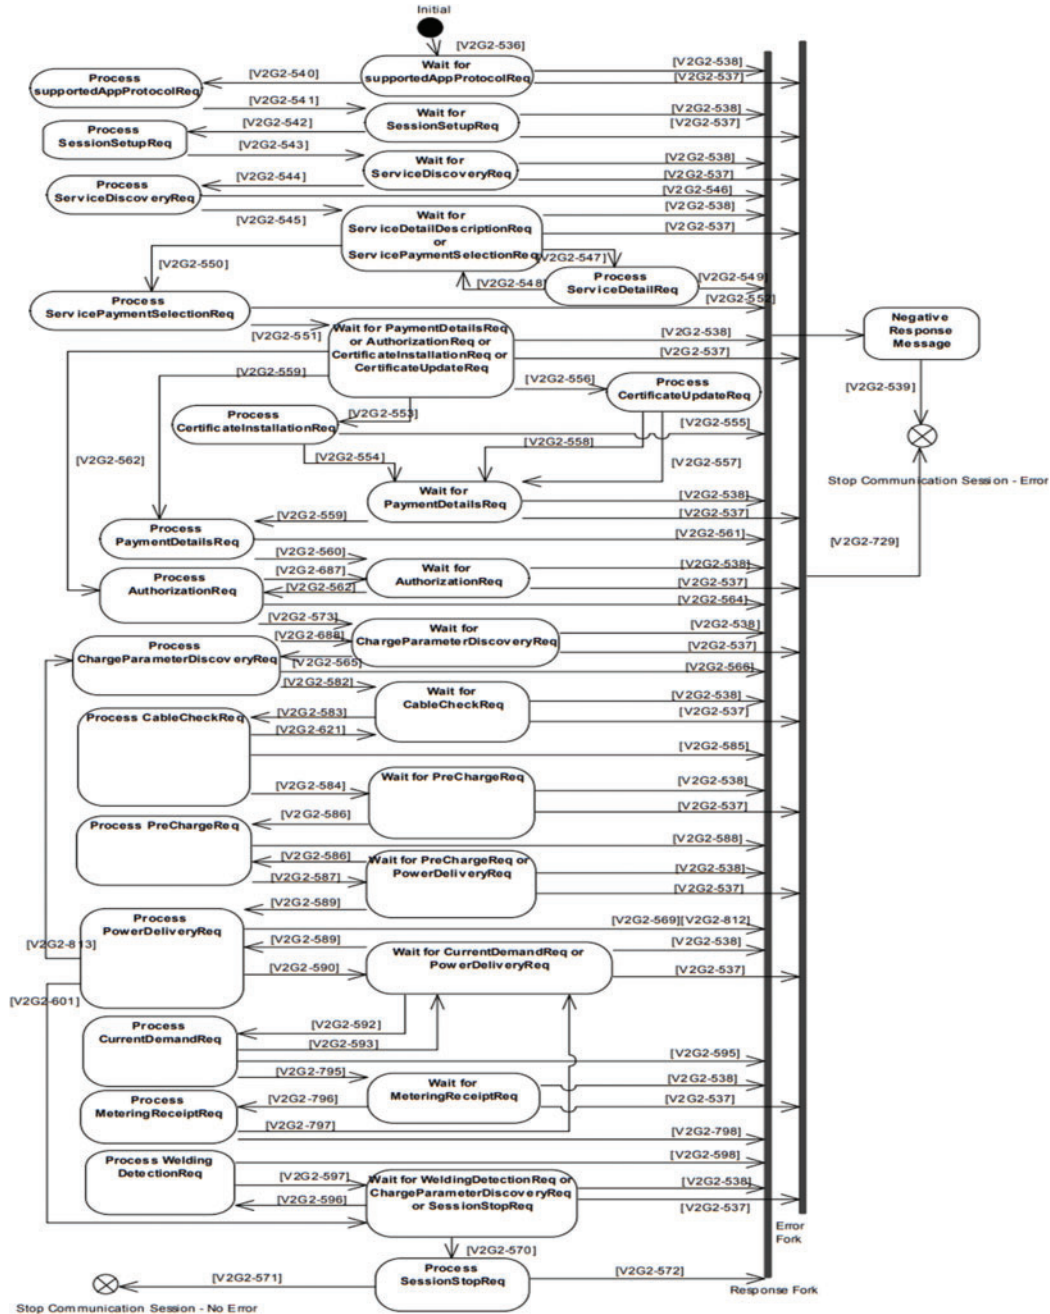 Initial
[V2G2-536]
Wait for
supportedAppProtocolReq
[V2G2-538]
[V2G2-537]
Process
supportedAppProtocolReq
[V2G2-540]
[V2G2-541]
Wait for
SessionSetupReq
[V2G2-538]
[V2G2-537]
Process
SessionSetupReq
[V2G2-542]
[V2G2-543]
Wait for
ServiceDiscoveryReq
[V2G2-538]
[V2G2-537]
Process
ServiceDiscoveryReq
[V2G2-544]
[V2G2-546]
[V2G2-545]
Wait for
ServiceDetailDescriptionReq
or
ServicePaymentSelectionReq
[V2G2-538]
[V2G2-537]
[V2G2-550]
[V2G2-547]
[V2G2-548]
Process
ServiceDetailReq
[V2G2-549]
Process
ServicePaymentSelectionReq
[V2G2-552]
[V2G2-551]
Wait for PaymentDetailsReq
or AuthorizationReq or
CertificateInstallationReq or
CertificateUpdateReq
[V2G2-538]
[V2G2-537]
Negative
Response
Message
[V2G2-539]
[V2G2-559]
[V2G2-556]
Process
CertificateUpdateReq
[V2G2-553]
Process
CertificateInstallationReq
[V2G2-555]
[V2G2-558]
[V2G2-562]
[V2G2-554]
[V2G2-557]
Stop Communication Session - Error
Wait for
PaymentDetailsReq
[V2G2-538]
[V2G2-537]
[V2G2-559]
Process
PaymentDetailsReq
[V2G2-561]
[V2G2-729]
[V2G2-560]
Wait for
AuthorizationReq
[V2G2-538]
[V2G2-687]
Process
AuthorizationReq
[V2G2-562]
[V2G2-537]
[V2G2-564]
[V2G2-573]
Wait for
ChargeParameterDiscoveryReq
[V2G2-538]
[V2G2-688]
Process
ChargeParameterDiscoveryReq
[V2G2-537]
[V2G2-565]
[V2G2-566]
[V2G2-582]
Wait for
CableCheckReq
[V2G2-538]
[V2G2-537]
Process CableCheckReq
[V2G2-583]
[V2G2-621]
[V2G2-585]
Wait for PreChargeReq
[V2G2-538]
[V2G2-584]
[V2G2-537]
[V2G2-586]
Process PreChargeReq
[V2G2-588]
[V2G2-586]
Wait for PreChargeReq or
PowerDeliveryReq
[V2G2-538]
[V2G2-587]
[V2G2-537]
[V2G2-589]
Process
PowerDeliveryReq
[V2G2-569][V2G2-812]
[V2G2-813]
[V2G2-589]
Wait for CurrentDemandReq or
PowerDeliveryReq
[V2G2-538]
[V2G2-590]
[V2G2-537]
[V2G2-601]
Process
CurrentDemandReq
[V2G2-592]
[V2G2-593]
[V2G2-595]
[V2G2-795]
Wait for
MeteringReceiptReq
[V2G2-538]
Process
MeteringReceiptReq
[V2G2-796]
[V2G2-537]
[V2G2-797]
[V2G2-798]
Process Welding
DetectionReq
[V2G2-598]
[V2G2-597]
Wait for WeldingDetectionReq or
ChargeParameterDiscoveryReq
or SessionStopReq
[V2G2-538]
[V2G2-596]
[V2G2-537]
Error
Fork
[V2G2-570]
Process
SessionStopReq
[V2G2-571]
[V2G2-572]
Response Fork
Stop Communication Session - No Error